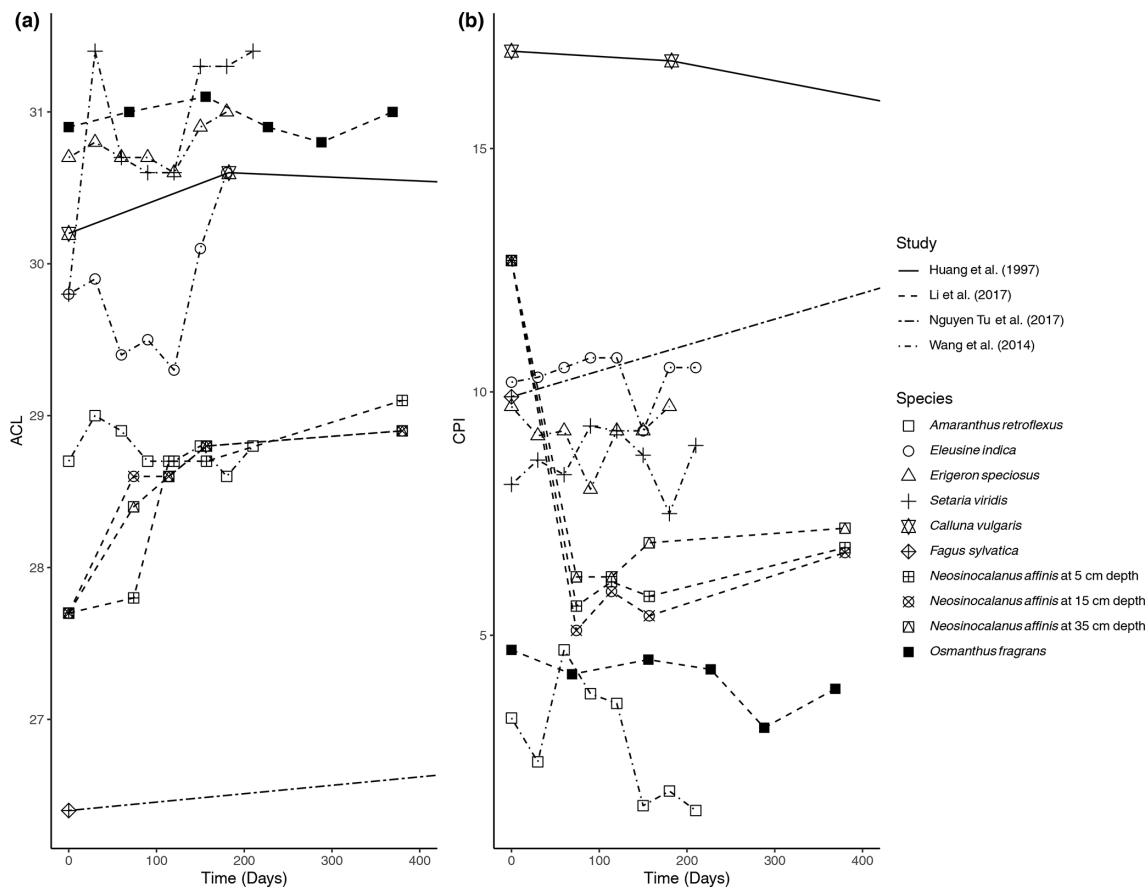 (a)
(b)
ACL
31
30
29
28
27
0
100
200
300
400
Time (Days)
CPI
15
10
5
0
100
200
300
400
Time (Days)
Study
Huang et al. (1997)
Li et al. (2017)
Nguyen Tu et al. (2017)
Wang et al. (2014)
Species
Amaranthus retroflexus
Eleusine indica
Erigeron speciosus
Setaria viridis
Calluna vulgaris
Fagus sylvatica
Neosinocalanus affinis at 5 cm depth
Neosinocalanus affinis at 15 cm depth
Neosinocalanus affinis at 35 cm depth
Osmanthus fragrans